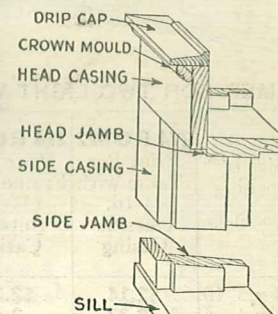 DRIP CAP
CROWN MOULD
HEAD CASING
HEAD JAMB
SIDE CASING
SIDE JAMB
SILL